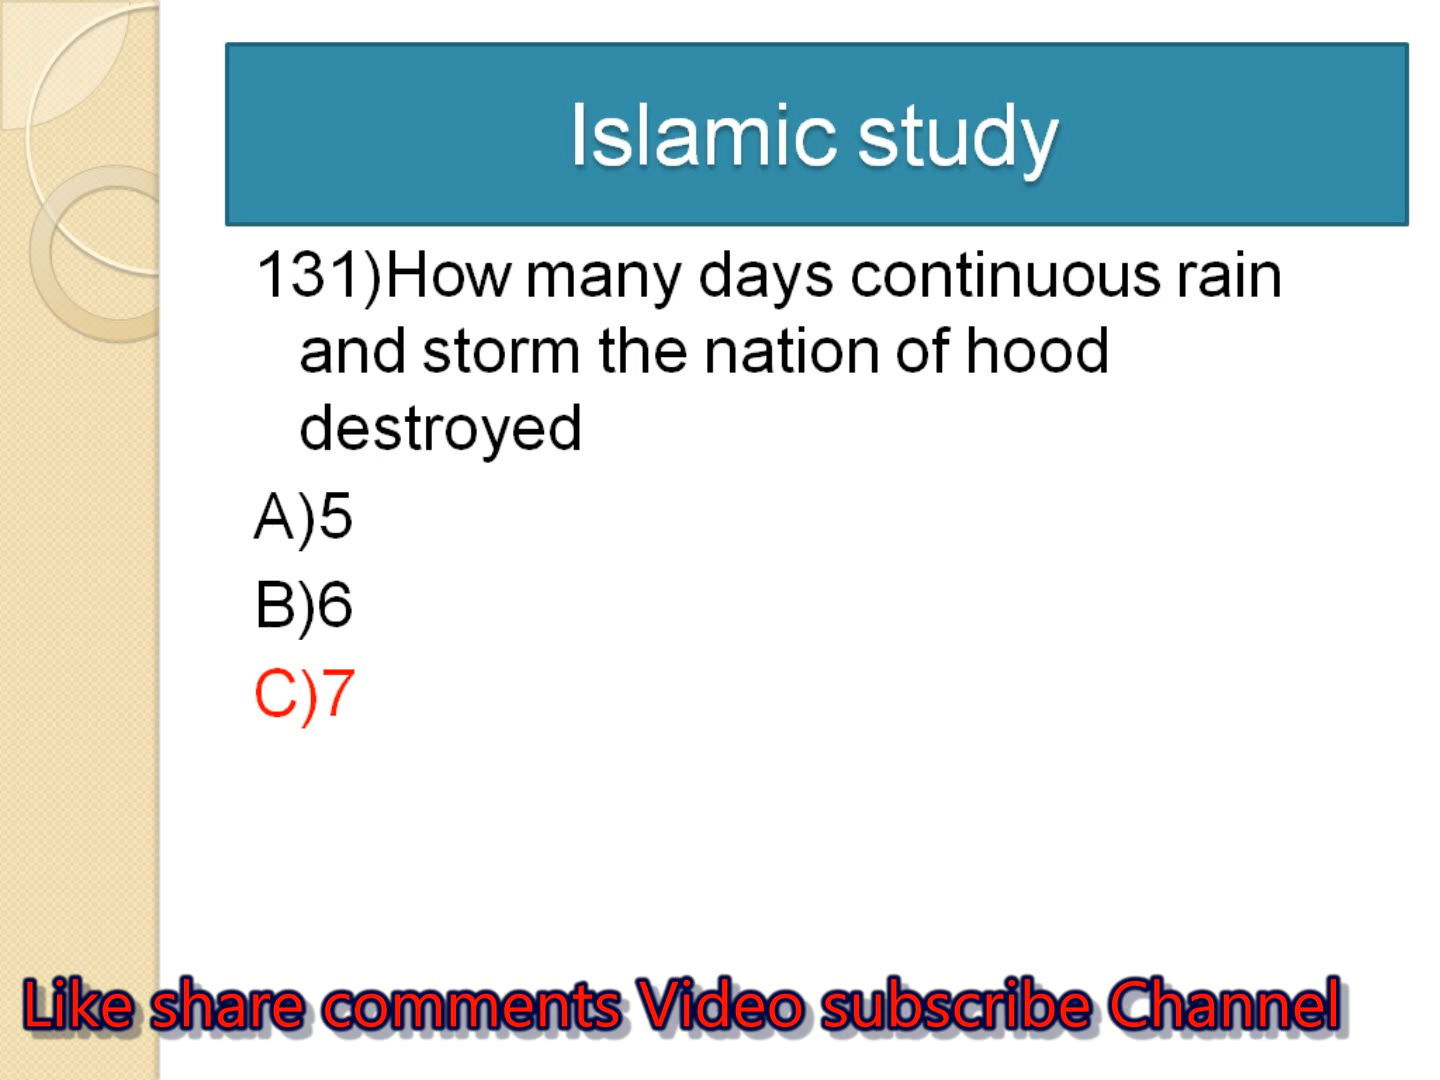 Islamic study
131)How many days continuous rain
and storm the nation of hood
destroyed
A)5
B)6
C)7
Like share comments Video subscribe Channel